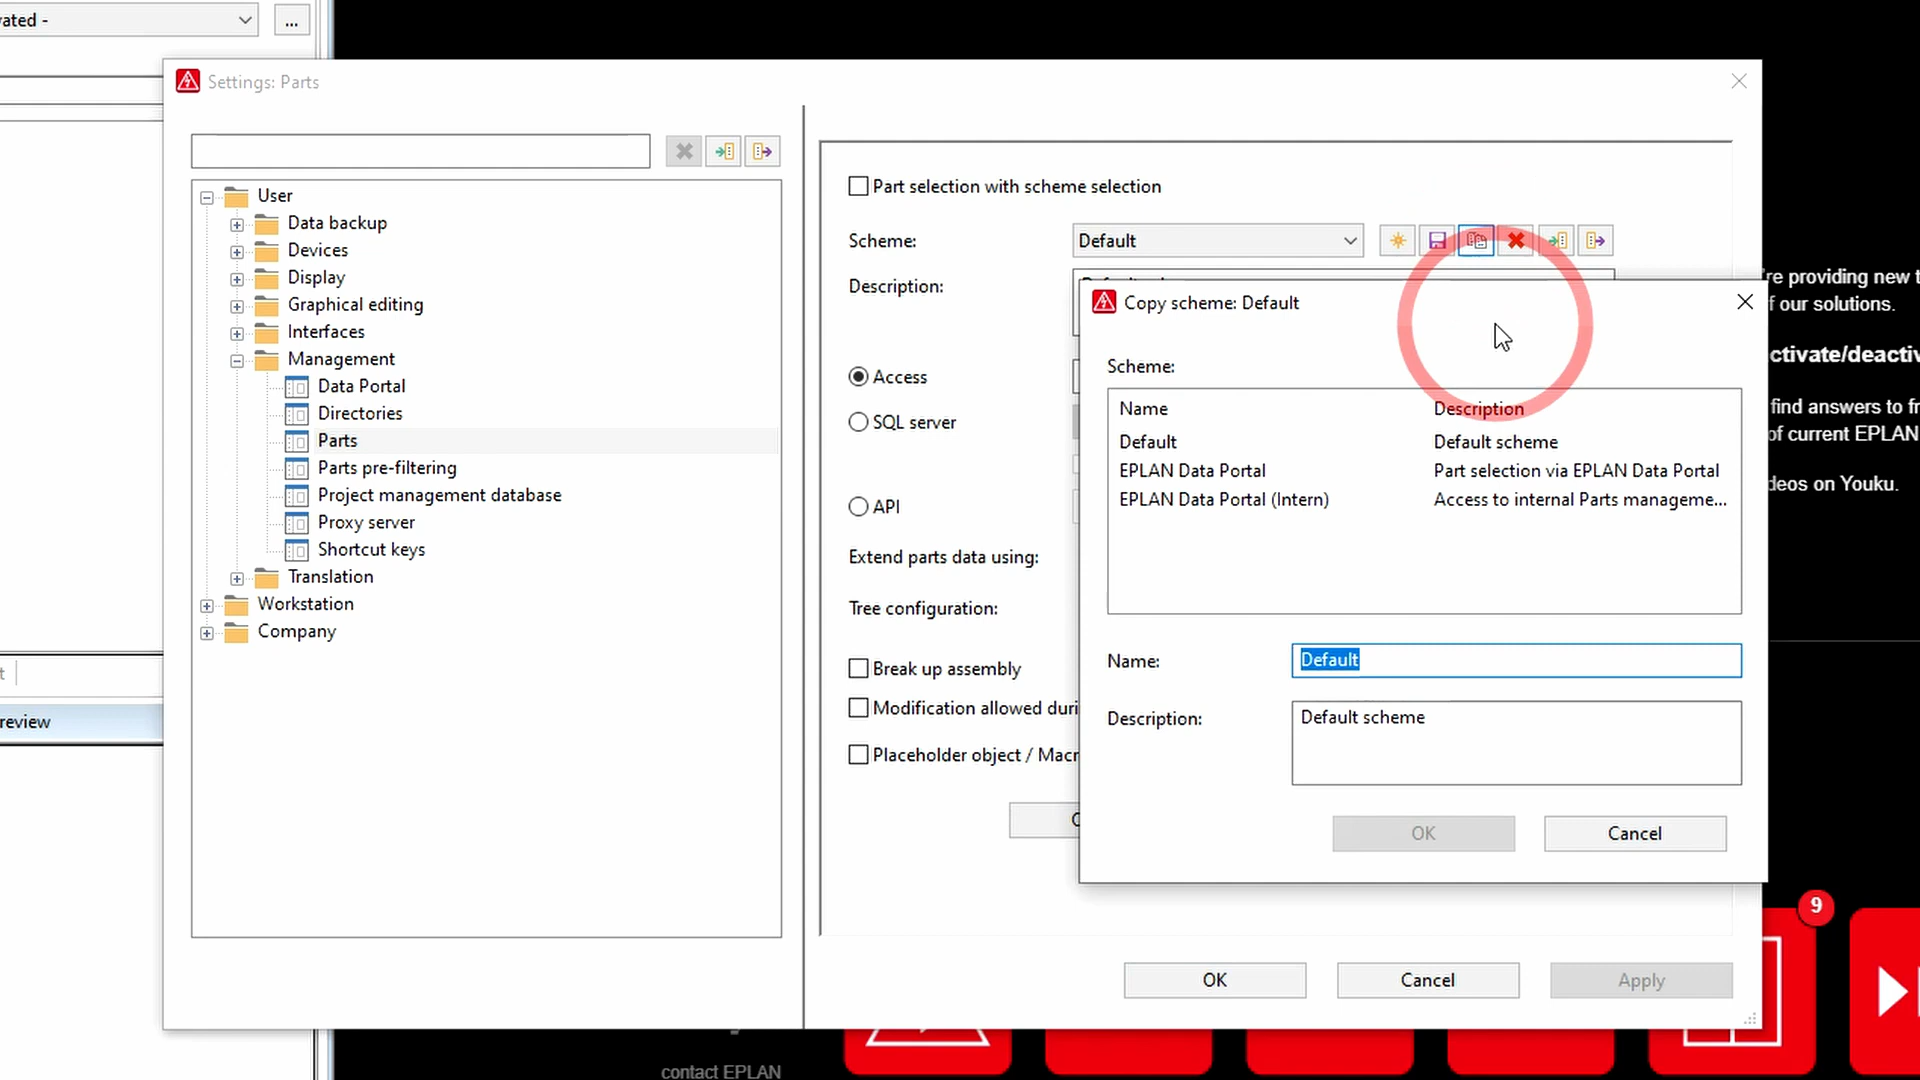 vated -
...
Settings: Parts
User
Data backup
Devices
Display
Graphical editing
Interfaces
Management
Data Portal
Directories
Parts
Parts pre-filtering
Project management database
Proxy server
Shortcut keys
Translation
Workstation
Company
Part selection with scheme selection
Scheme:
Default
Description:
Access
SQL server
API
Extend parts data using:
Tree configuration:
Break up assembly
Modification allowed duri
Placeholder object / Macr
Copy scheme: Default
Scheme:
Name Description
Default Default scheme
EPLAN Data Portal Part selection via EPLAN Data Portal
EPLAN Data Portal (Intern) Access to internal Parts manageme...
Name: Default
Description: Default scheme
OK Cancel
OK Cancel Apply
're providing new t
f our solutions.
ctivate/deactiv
find answers to fr
of current EPLAN
deos on Youku.
t
review
9
contact EPLAN